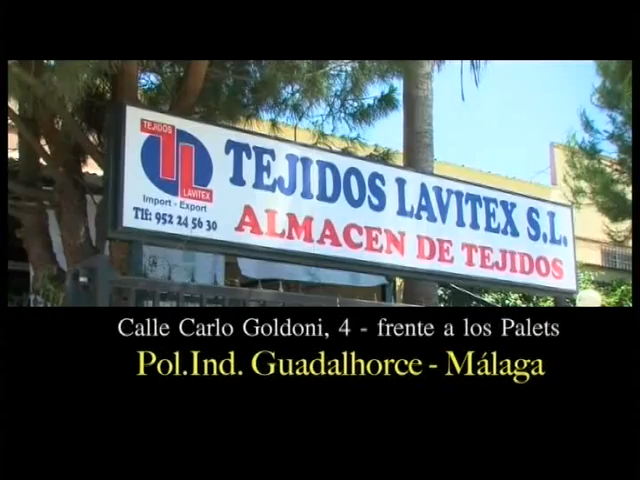 TEJIDOS
LAVITEX
Import - Export
Tlf: 952 24 56 30
TEJIDOS LAVITEX S.L.
ALMACEN DE TEJIDOS
Calle Carlo Goldoni, 4 - frente a los Palets
Pol.Ind. Guadalhorce - Málaga